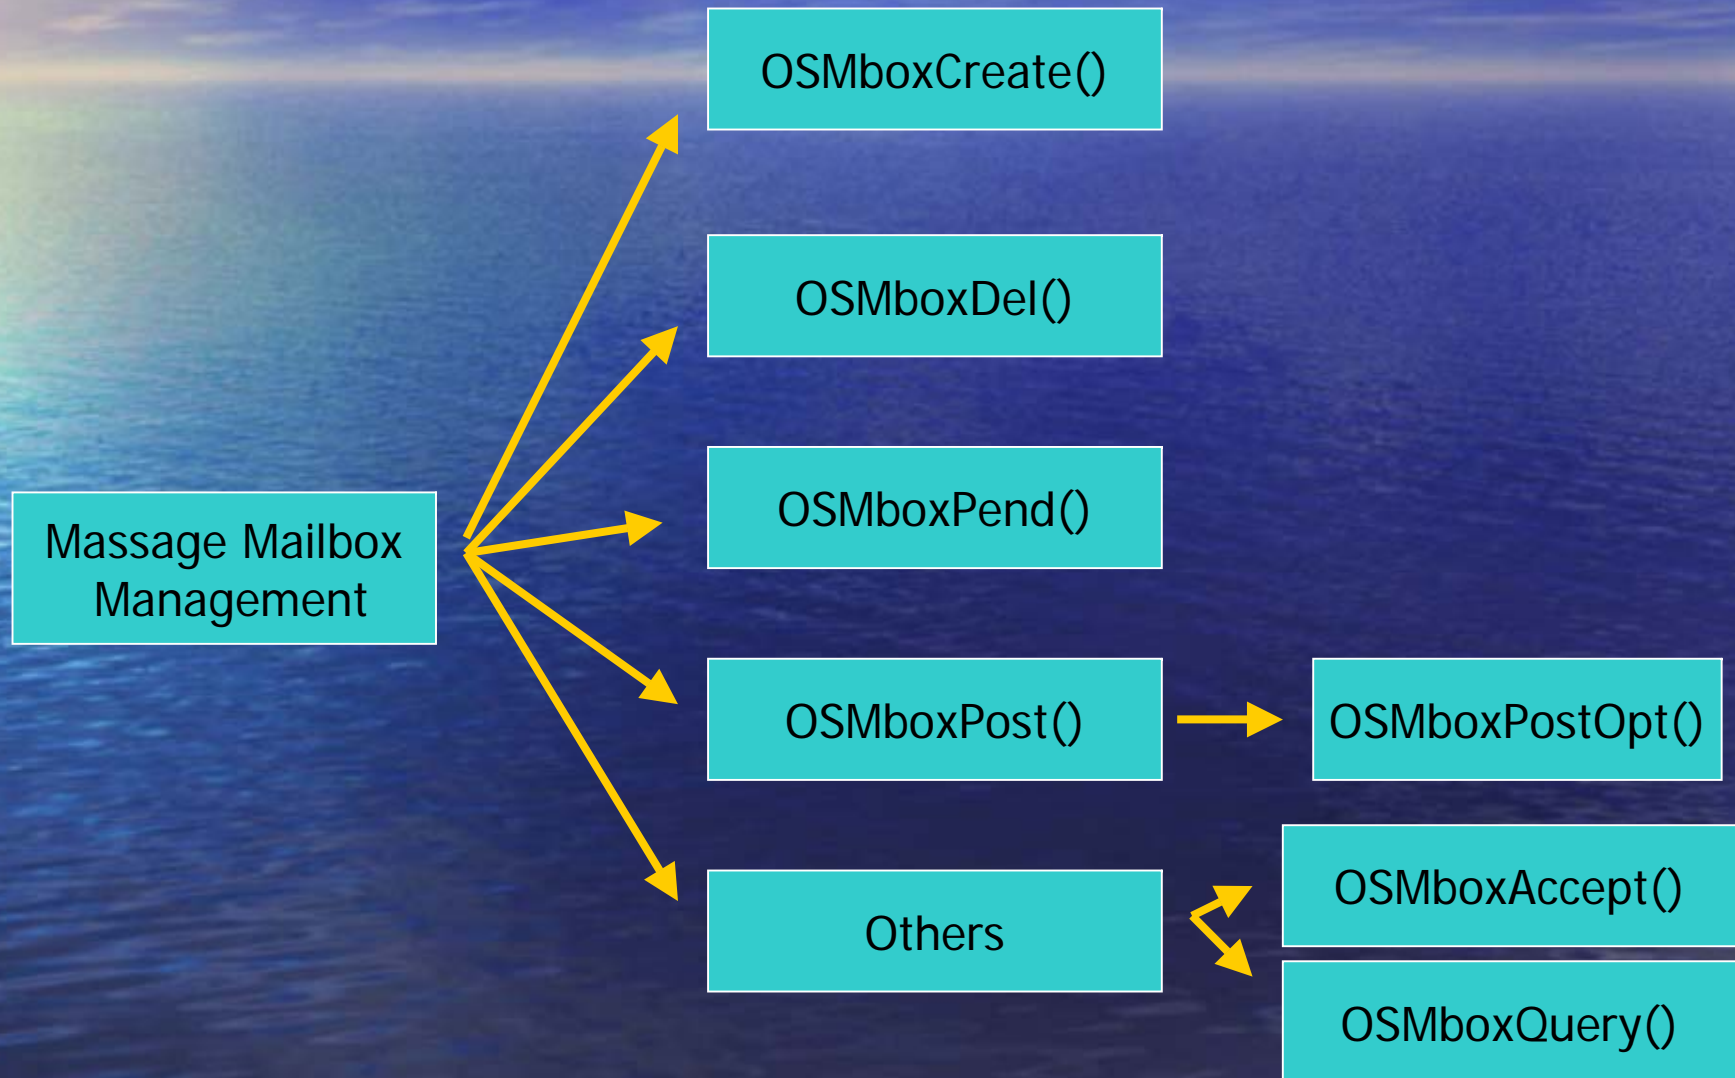 OSMboxCreate()
OSMboxDel()
OSMboxPend()
Massage Mailbox
Management
OSMboxPost()
OSMboxPostOpt()
Others
OSMboxAccept()
OSMboxQuery()